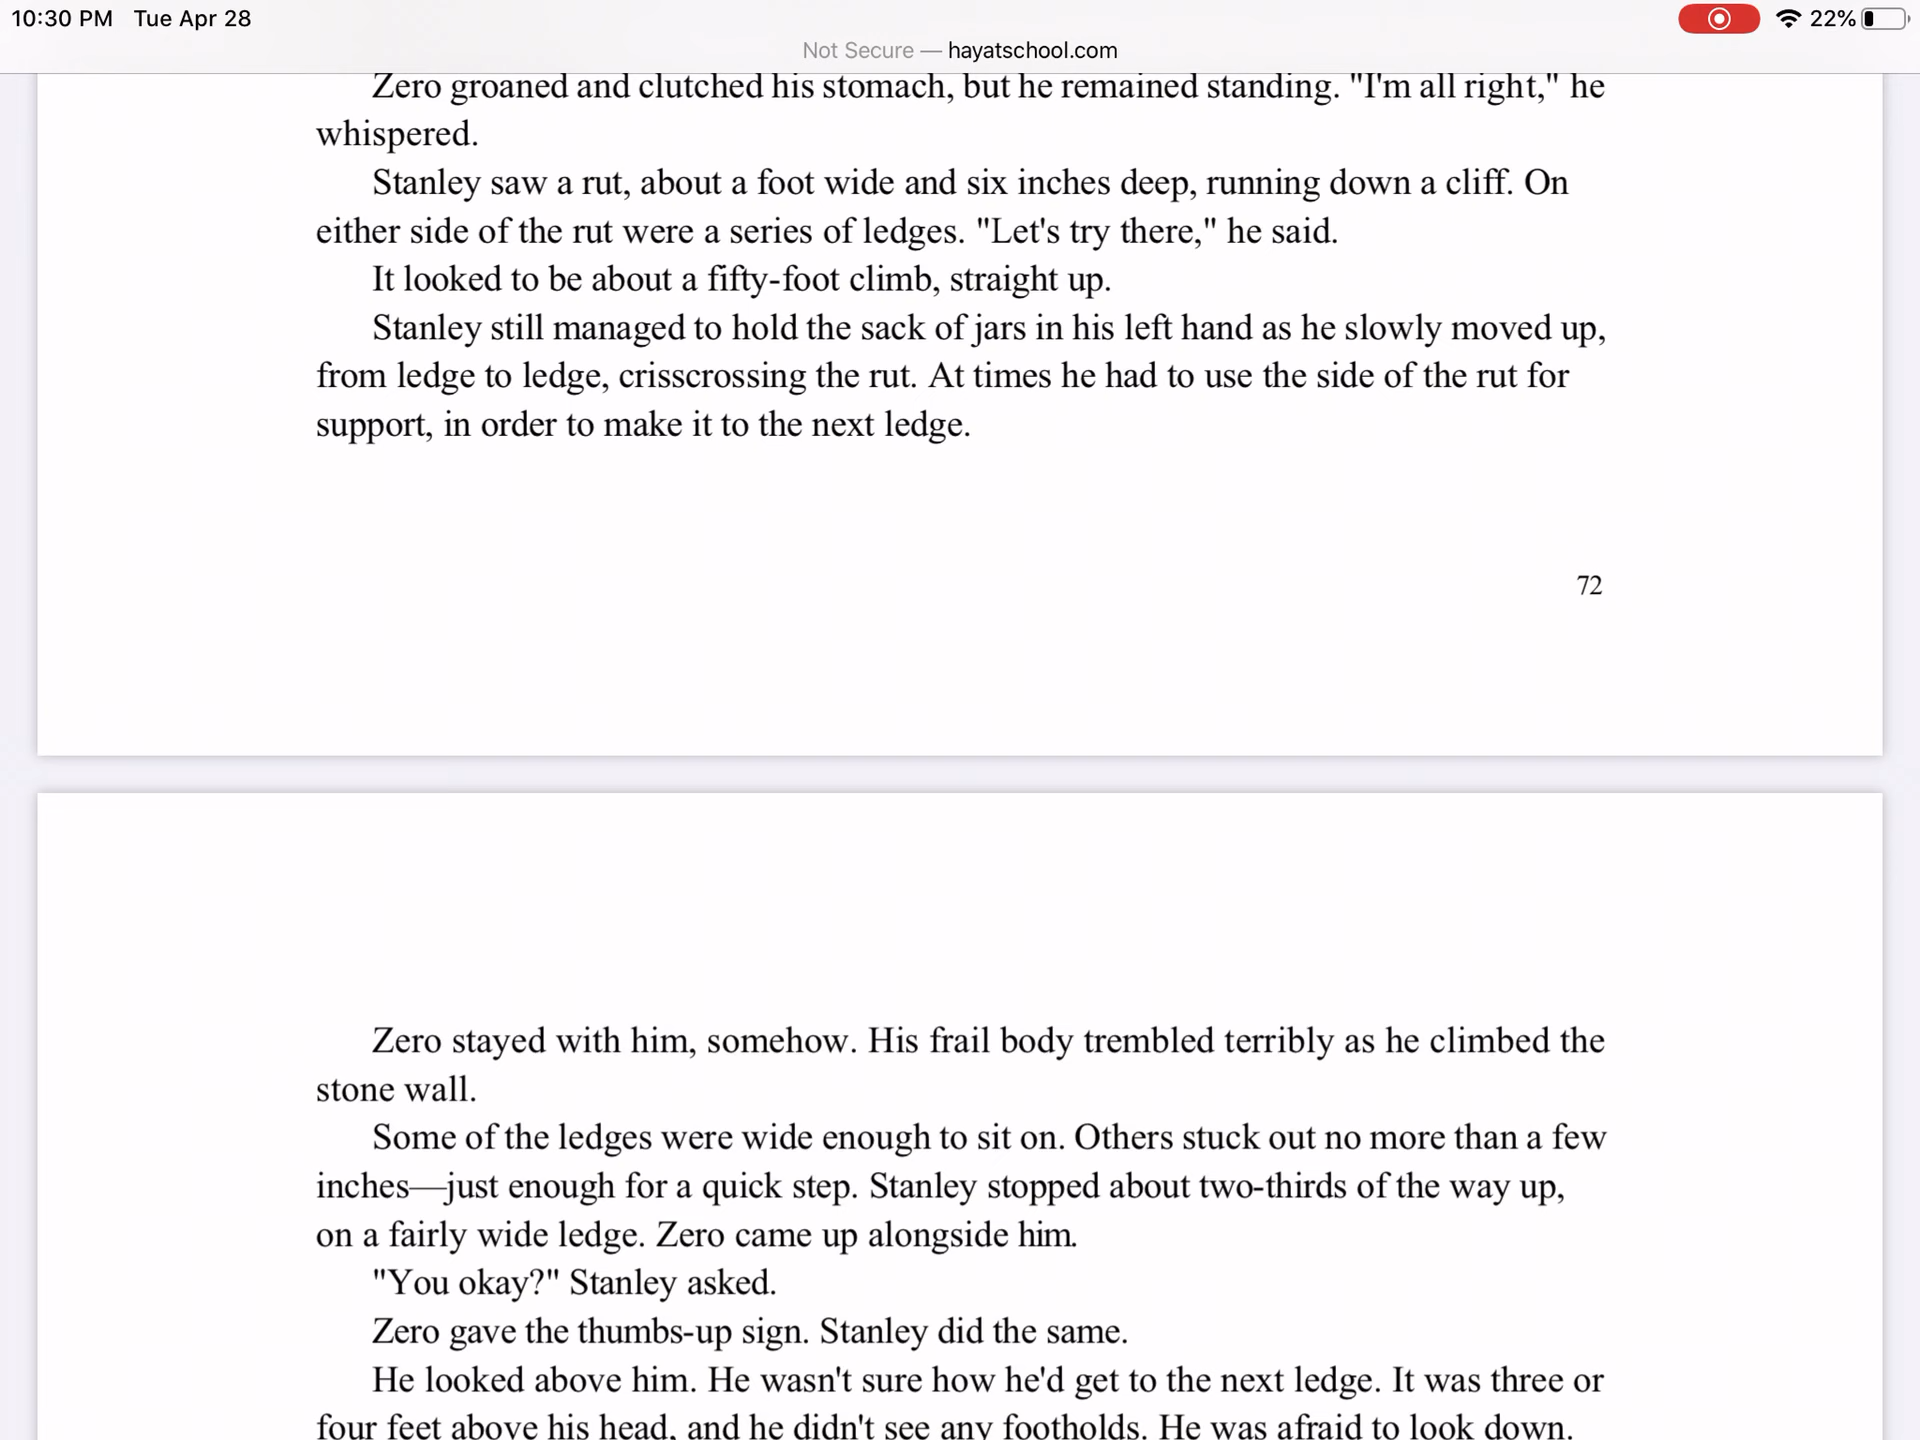 10:30 PM Tue Apr 28
22%
Not Secure — hayatschool.com
Zero groaned and clutched his stomach, but he remained standing. "I'm all right," he
whispered.
Stanley saw a rut, about a foot wide and six inches deep, running down a cliff. On
either side of the rut were a series of ledges. "Let's try there," he said.
It looked to be about a fifty-foot climb, straight up.
Stanley still managed to hold the sack of jars in his left hand as he slowly moved up,
from ledge to ledge, crisscrossing the rut. At times he had to use the side of the rut for
support, in order to make it to the next ledge.
72
Zero stayed with him, somehow. His frail body trembled terribly as he climbed the
stone wall.
Some of the ledges were wide enough to sit on. Others stuck out no more than a few
inches—just enough for a quick step. Stanley stopped about two-thirds of the way up,
on a fairly wide ledge. Zero came up alongside him.
"You okay?" Stanley asked.
Zero gave the thumbs-up sign. Stanley did the same.
He looked above him. He wasn't sure how he'd get to the next ledge. It was three or
four feet above his head, and he didn't see any footholds. He was afraid to look down.